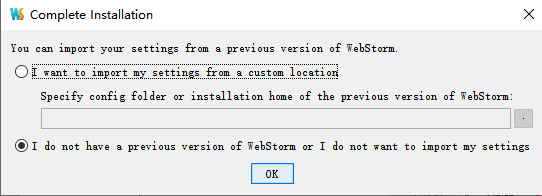 Complete Installation
You can import your settings from a previous version of WebStorm.
I want to import my settings from a custom location
Specify config folder or installation home of the previous version of WebStorm:
I do not have a previous version of WebStorm or I do not want to import my settings
OK